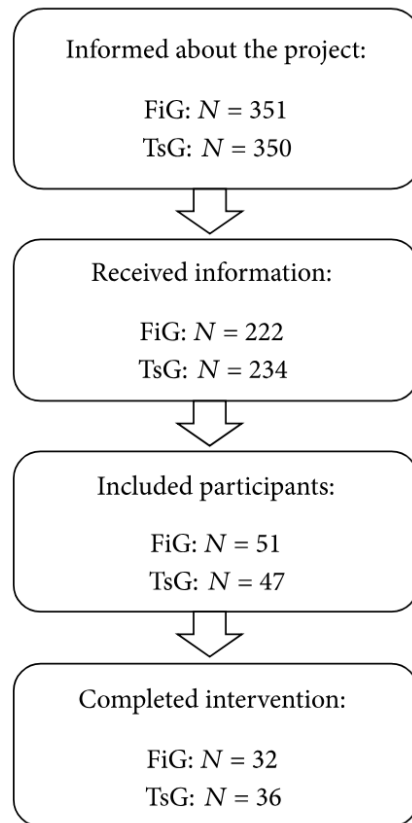 Informed about the project:
FiG: N = 351
TsG: N = 350
Received information:
FiG: N = 222
TsG: N = 234
Included participants:
FiG: N = 51
TsG: N = 47
Completed intervention:
FiG: N = 32
TsG: N = 36